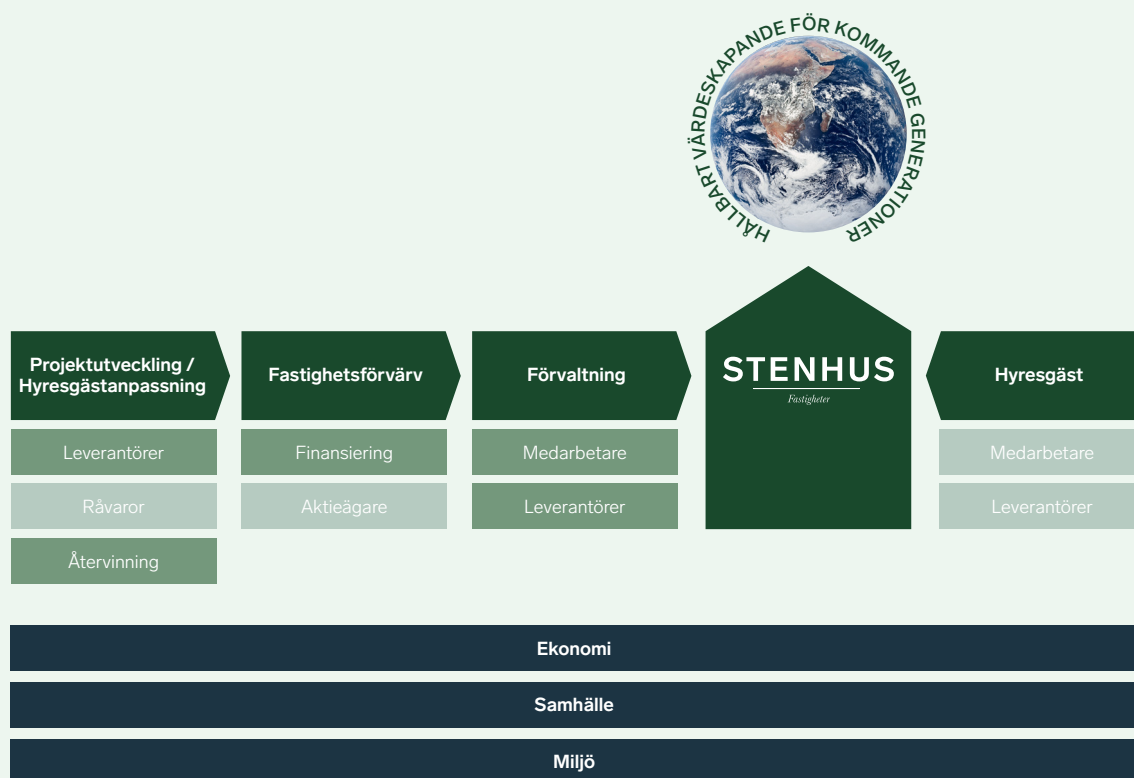 HÅLLBART VÄRDESKAPANDE FÖR KOMMANDE GENERATIONER
Projektutveckling /
Hyresgästanpassning
Leverantörer
Råvaror
Återvinning
Fastighetsförvärv
Finansiering
Aktieägare
Förvaltning
Medarbetare
Leverantörer
STENHUS
Fastigheter
Hyresgäst
Medarbetare
Leverantörer
Ekonomi
Samhälle
Miljö